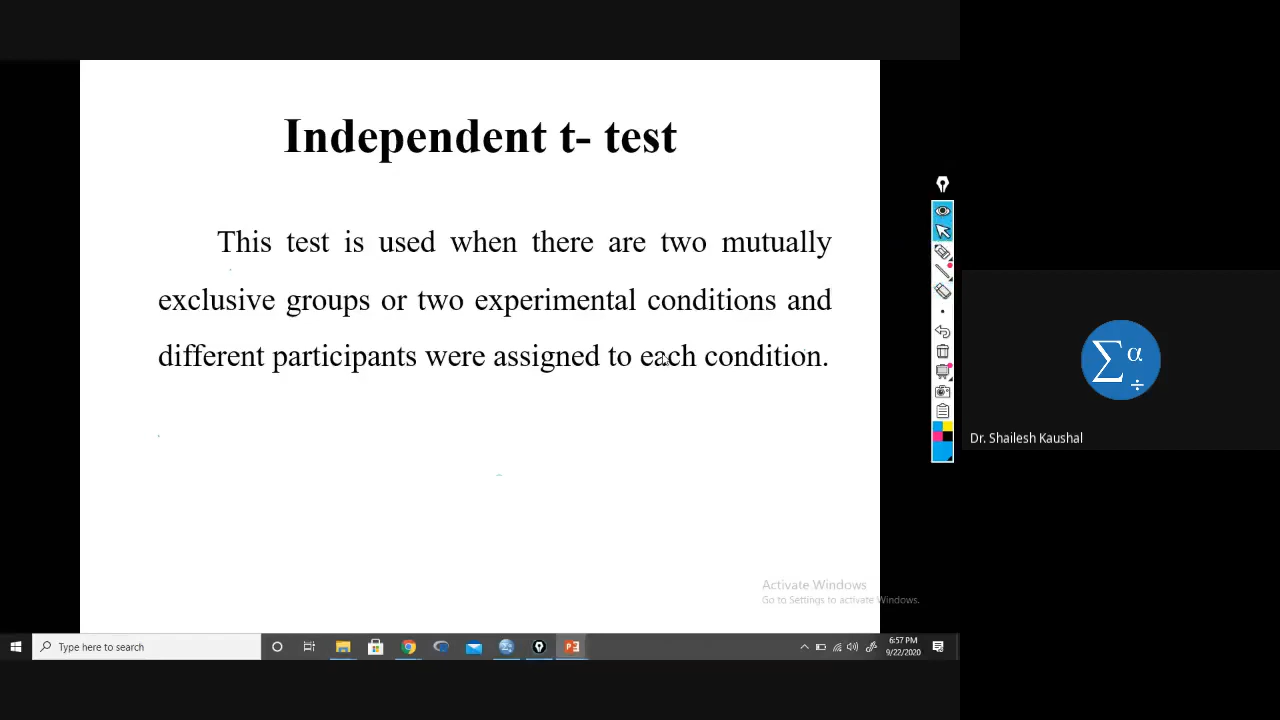 Independent t- test
This test is used when there are two mutually
exclusive groups or two experimental conditions and
different participants were assigned to each condition.
Σα
÷
Dr. Shailesh Kaushal
Activate Windows
Go to Settings to activate Windows.
Type here to search
6:57 PM
9/22/2020